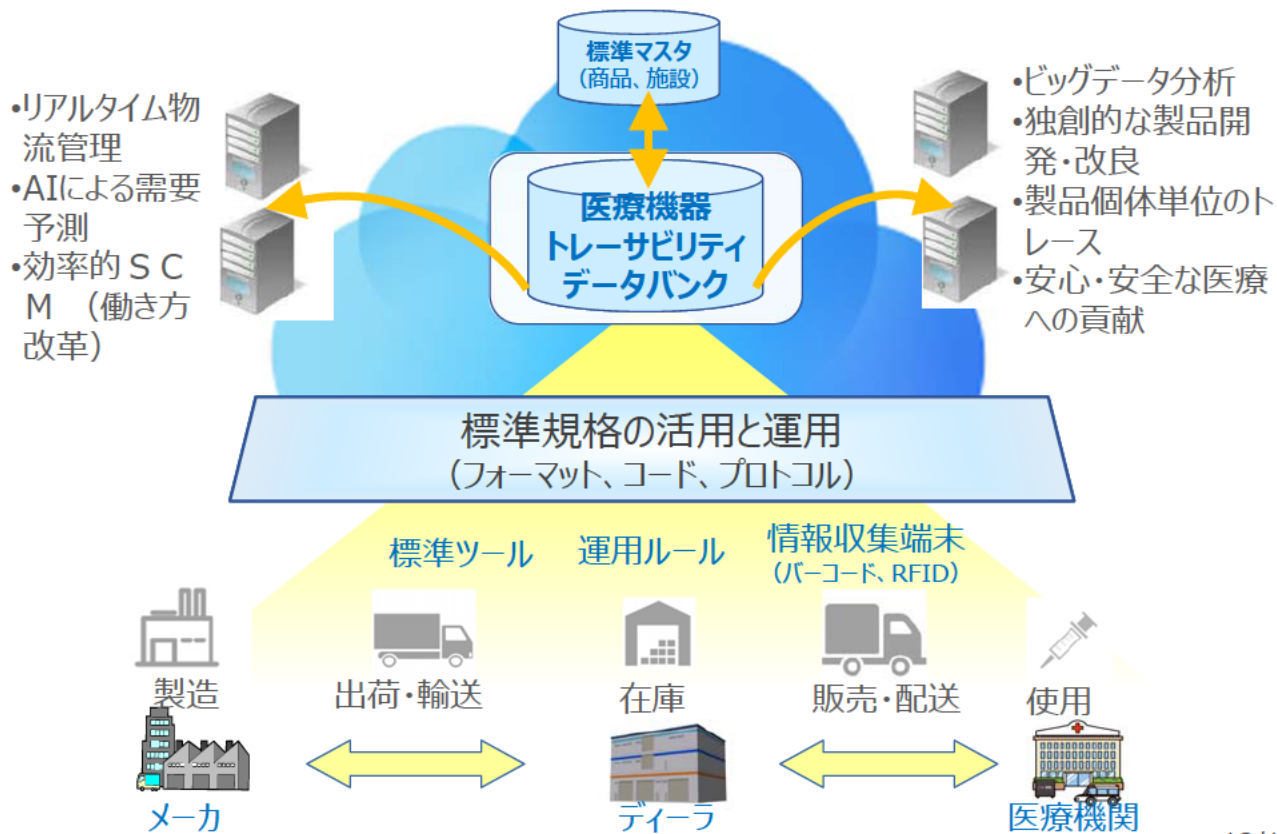 標準マスタ
(商品、施設)
•リアルタイム物
流管理
•AIによる需要
予測
•効率的ＳＣ
Ｍ　(働き方
改革)
医療機器
トレーサビリティ
データバンク
•ビッグデータ分析
•独創的な製品開
発・改良
•製品個体単位のト
レース
•安心・安全な医療
への貢献
標準規格の活用と運用
(フォーマット、コード、プロトコル)
標準ツール
運用ルール
情報収集端末
(バーコード、RFID)
製造
出荷・輸送
在庫
販売・配送
使用
メーカ
ディーラ
医療機関